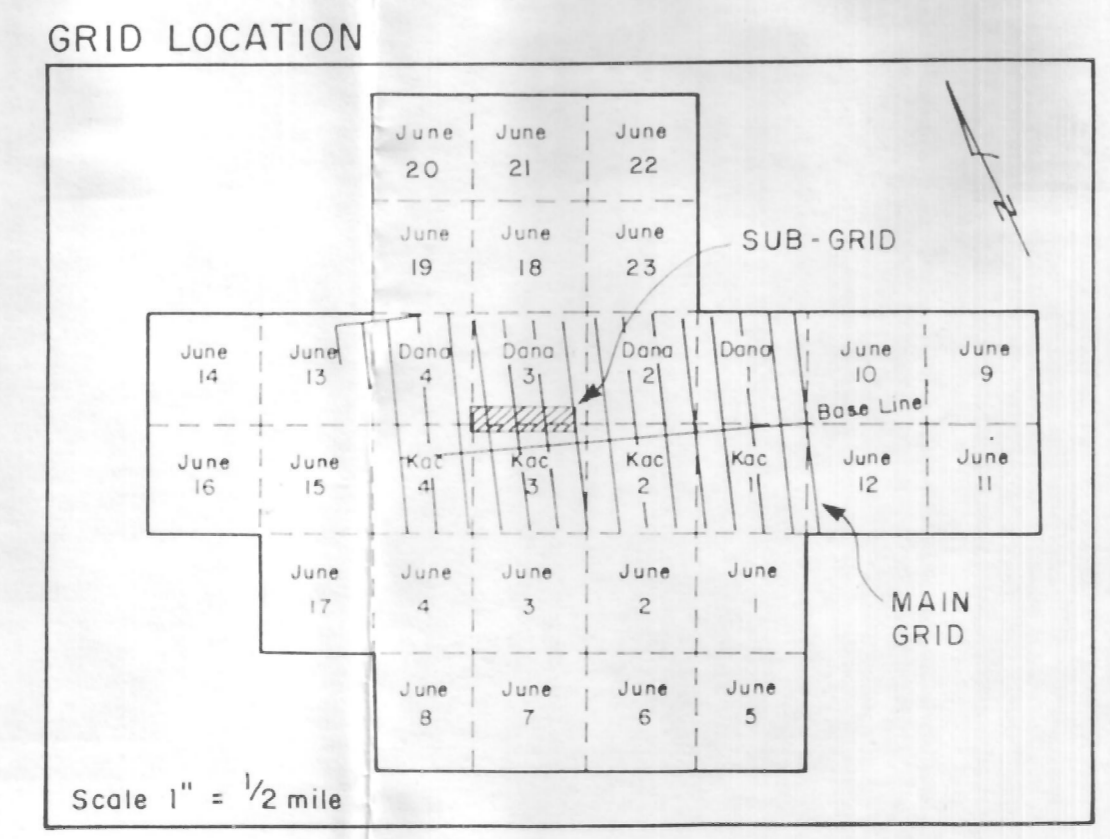 GRID LOCATION
June June June
20 21 22
N
June June June
19 18 23
SUB-GRID
June June Dana Dana Dana Dana June June
14 13 4 3 2 1 10 9
Base Line
June June Kac Kac Kac Kac June June
16 15 4 3 2 1 12 11
June June June June June
17 4 3 2 1
MAIN
GRID
June June June June
8 7 6 5
Scale 1" = 1/2 mile